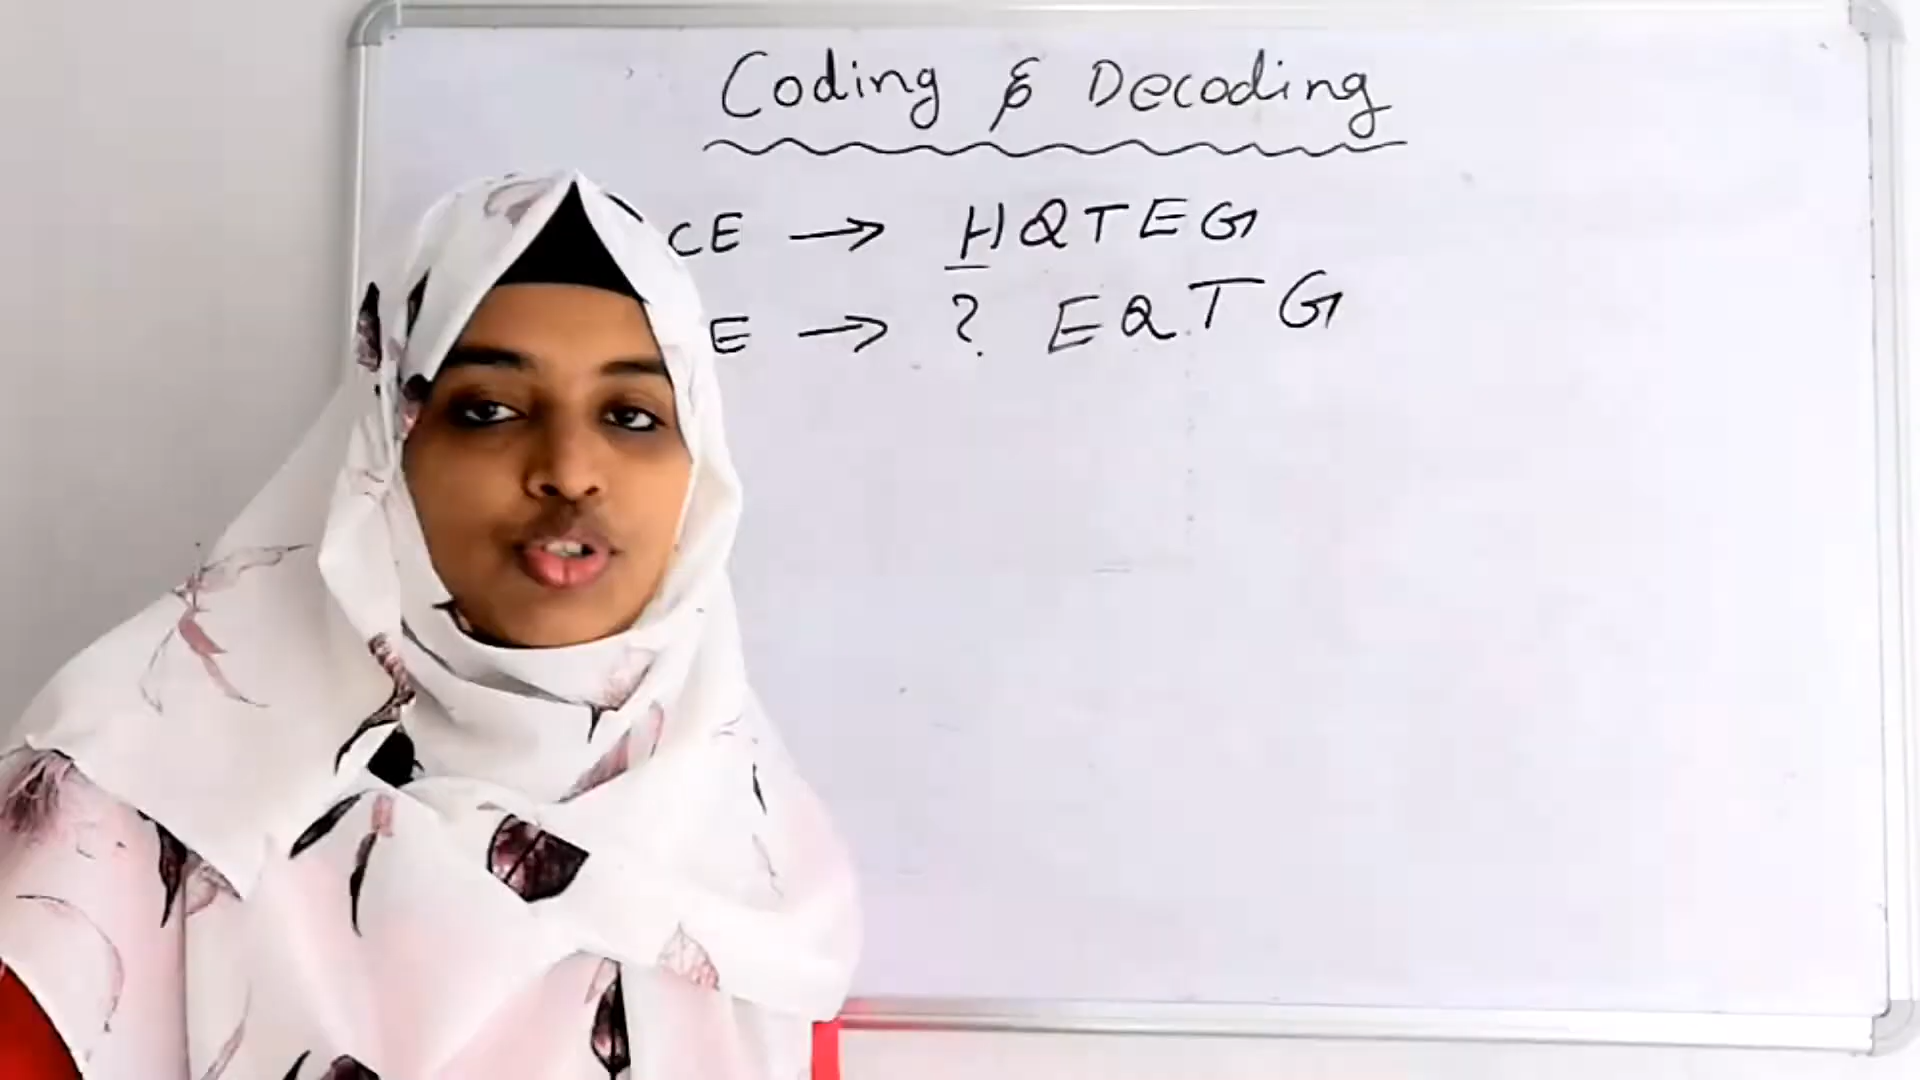 Coding & Decoding
CE → HQTEG
E → ? EQTG